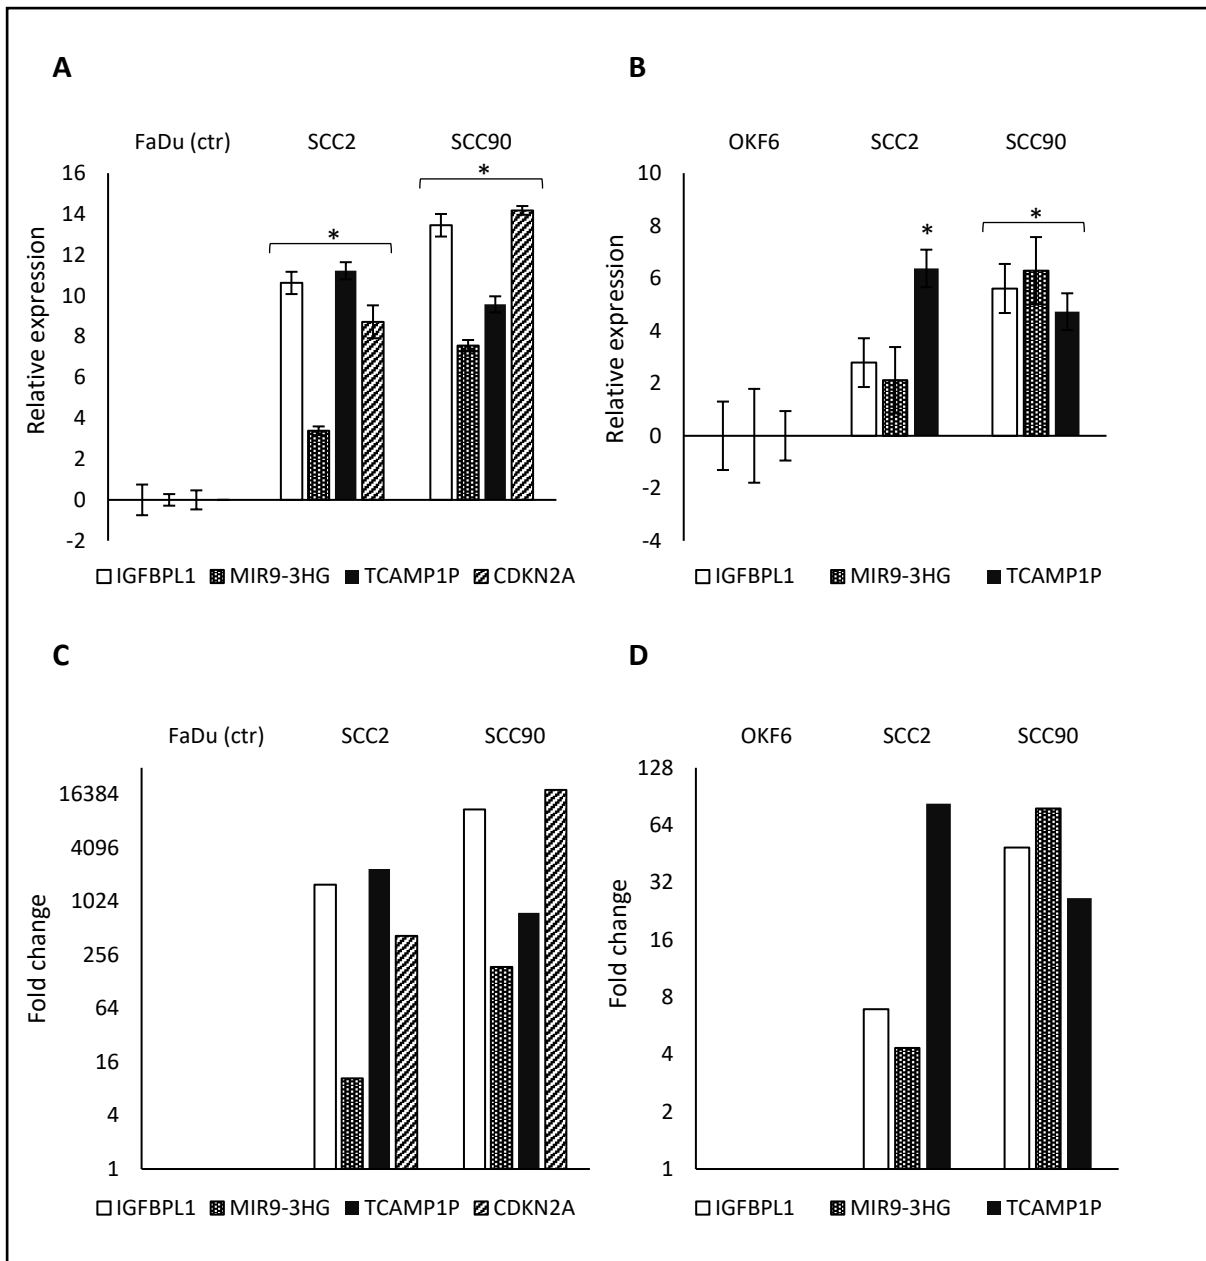 A
FaDu (ctr) SCC2 SCC90
Relative expression
16
14
12
10
8
6
4
2
0
-2
* *
IGFBPL1 MIR9-3HG TCAMP1P CDKN2A
B
OKF6 SCC2 SCC90
Relative expression
10
8
6
4
2
0
-2
-4
* *
IGFBPL1 MIR9-3HG TCAMP1P
C
FaDu (ctr) SCC2 SCC90
Fold change
16384
4096
1024
256
64
16
4
1
IGFBPL1 MIR9-3HG TCAMP1P CDKN2A
D
OKF6 SCC2 SCC90
Fold change
128
64
32
16
8
4
2
1
IGFBPL1 MIR9-3HG TCAMP1P